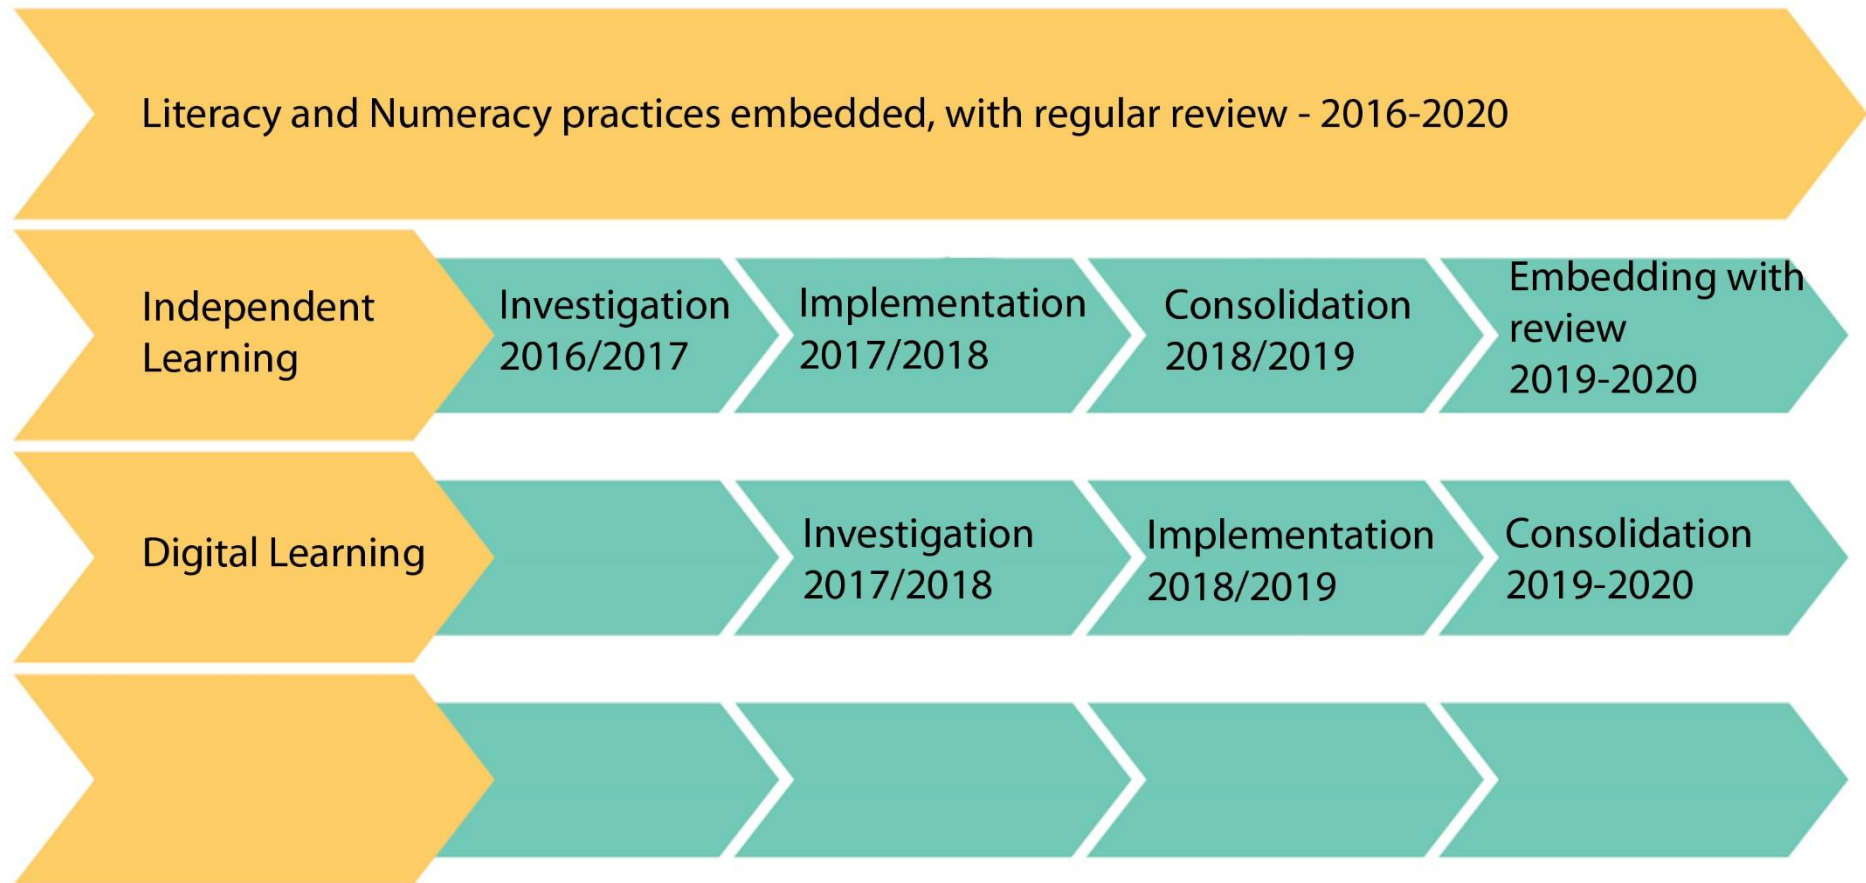 Literacy and Numeracy practices embedded, with regular review - 2016-2020
Independent
Learning
Investigation
2016/2017
Implementation
2017/2018
Consolidation
2018/2019
Embedding with
review
2019-2020
Digital Learning
Investigation
2017/2018
Implementation
2018/2019
Consolidation
2019-2020